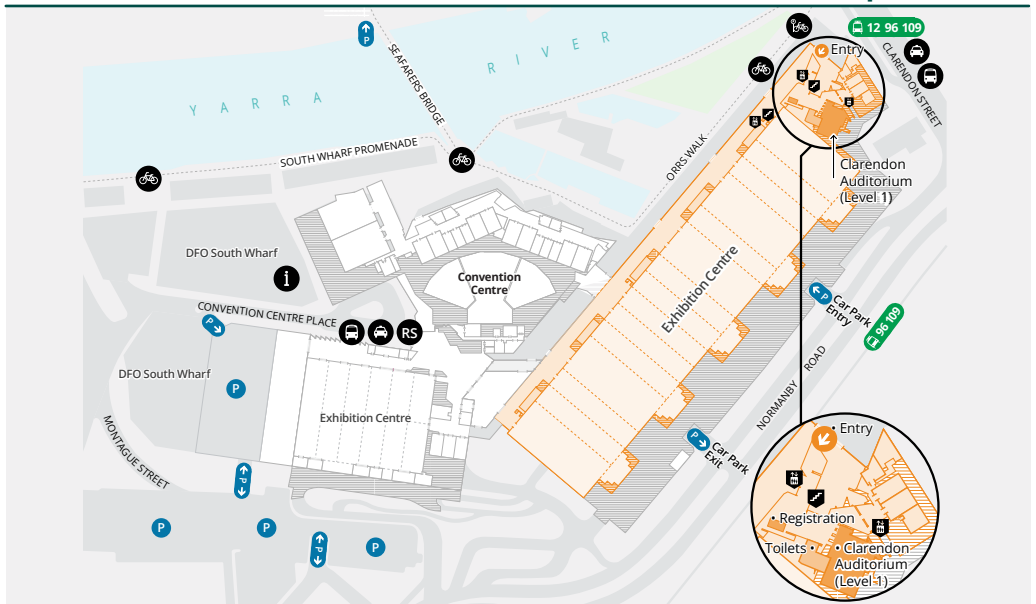 12 96 109
Entry
CLARENDON STREET
P
SEAFARERS BRIDGE
YARRA RIVER
SOUTH WHARF PROMENADE
ORRS WALK
Clarendon
Auditorium
(Level 1)
DFO South Wharf
i
Convention
Centre
Exhibition Centre
CONVENTION CENTRE PLACE
RS
P
P
Car Park
Entry
96 109
DFO South Wharf
P
Exhibition Centre
NORMANBY ROAD
P
Car Park
Exit
MONTAGUE STREET
P
P
P
P
P
• Entry
• Registration
Toilets •
• Clarendon
Auditorium
(Level 1)